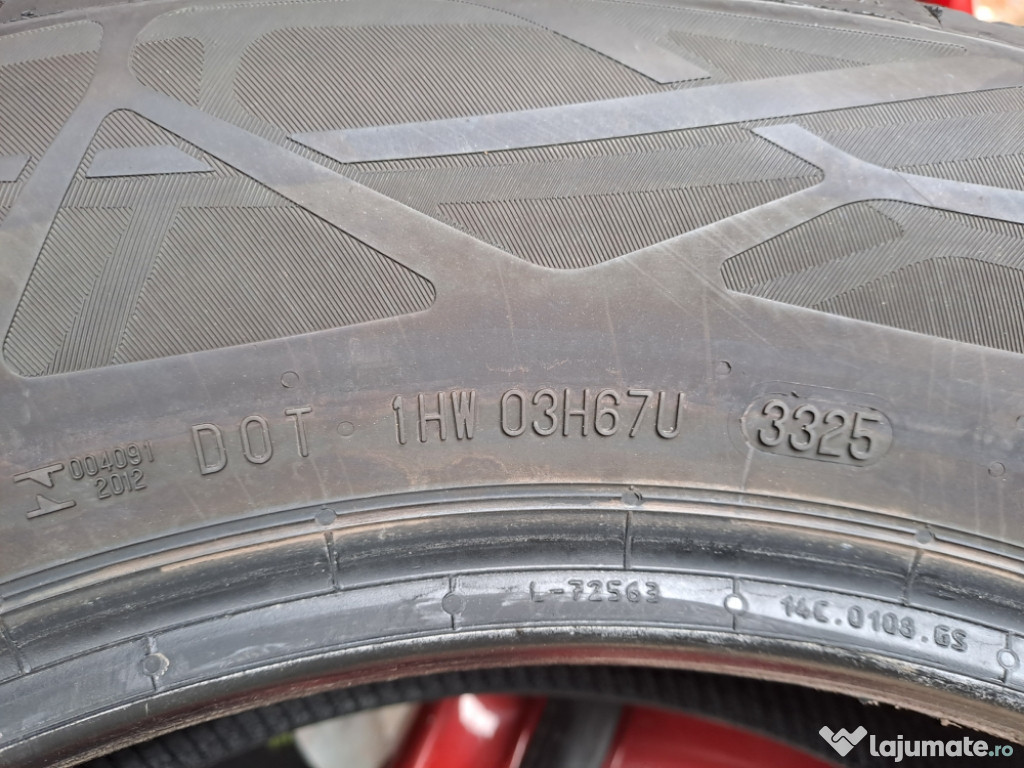 DOT 1HW 03H67U 3325
004091
2012
L-72563
14C.0108.GS
lajumate.ro